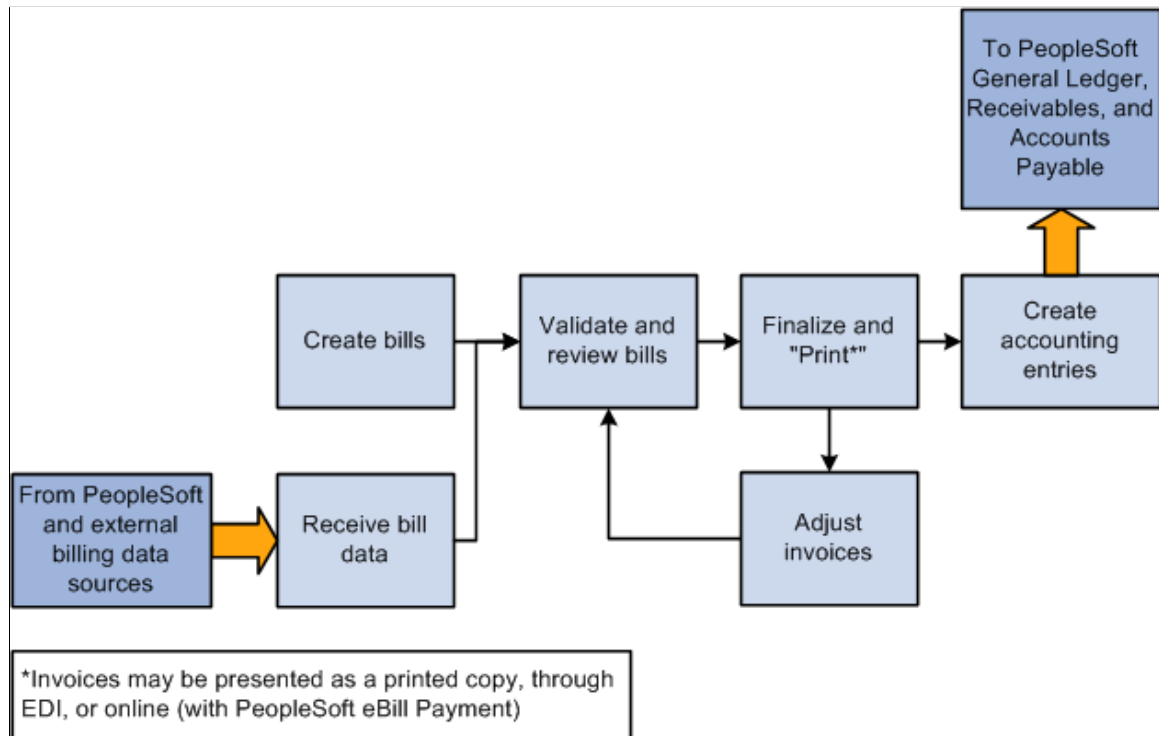 To PeopleSoft
General Ledger,
Receivables, and
Accounts
Payable
Create bills
Validate and
review bills
Finalize and
"Print*"
Create
accounting
entries
From PeopleSoft
and external
billing data
sources
Receive bill
data
Adjust
invoices
*Invoices may be presented as a printed copy, through
EDI, or online (with PeopleSoft eBill Payment)